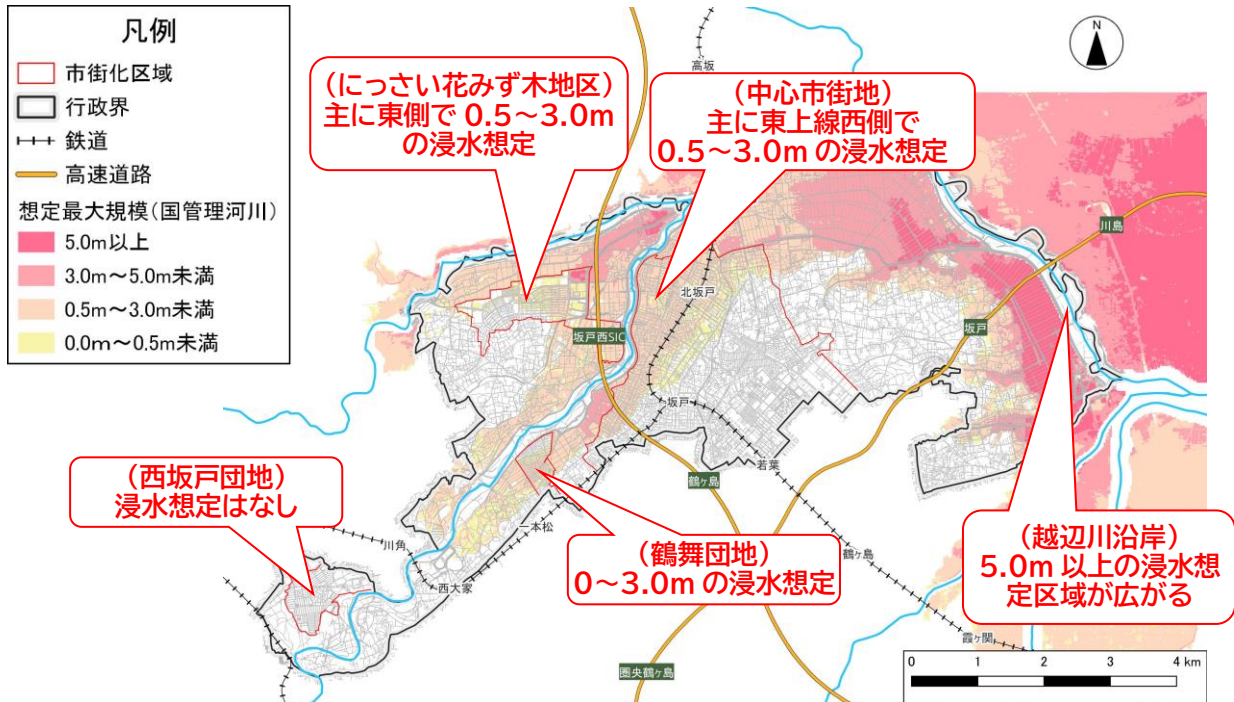 凡例
市街化区域
行政界
鉄道
高速道路
想定最大規模(国管理河川)
5.0m以上
3.0m～5.0m未満
0.5m～3.0m未満
0.0m～0.5m未満
(にっさい花みず木地区)
主に東側で 0.5～3.0m
の浸水想定
高坂
(中心市街地)
主に東上線西側で
0.5～3.0m の浸水想定
N
川島
北坂戸
坂戸西SIC
坂戸
坂戸
若葉
鶴ヶ島
(西坂戸団地)
浸水想定はなし
一本松
川角
西大家
(鶴舞団地)
0～3.0m の浸水想定
鶴ヶ島
(越辺川沿岸)
5.0m 以上の浸水想
定区域が広がる
霞ヶ関
圏央鶴ヶ島
0 1 2 3 4 km